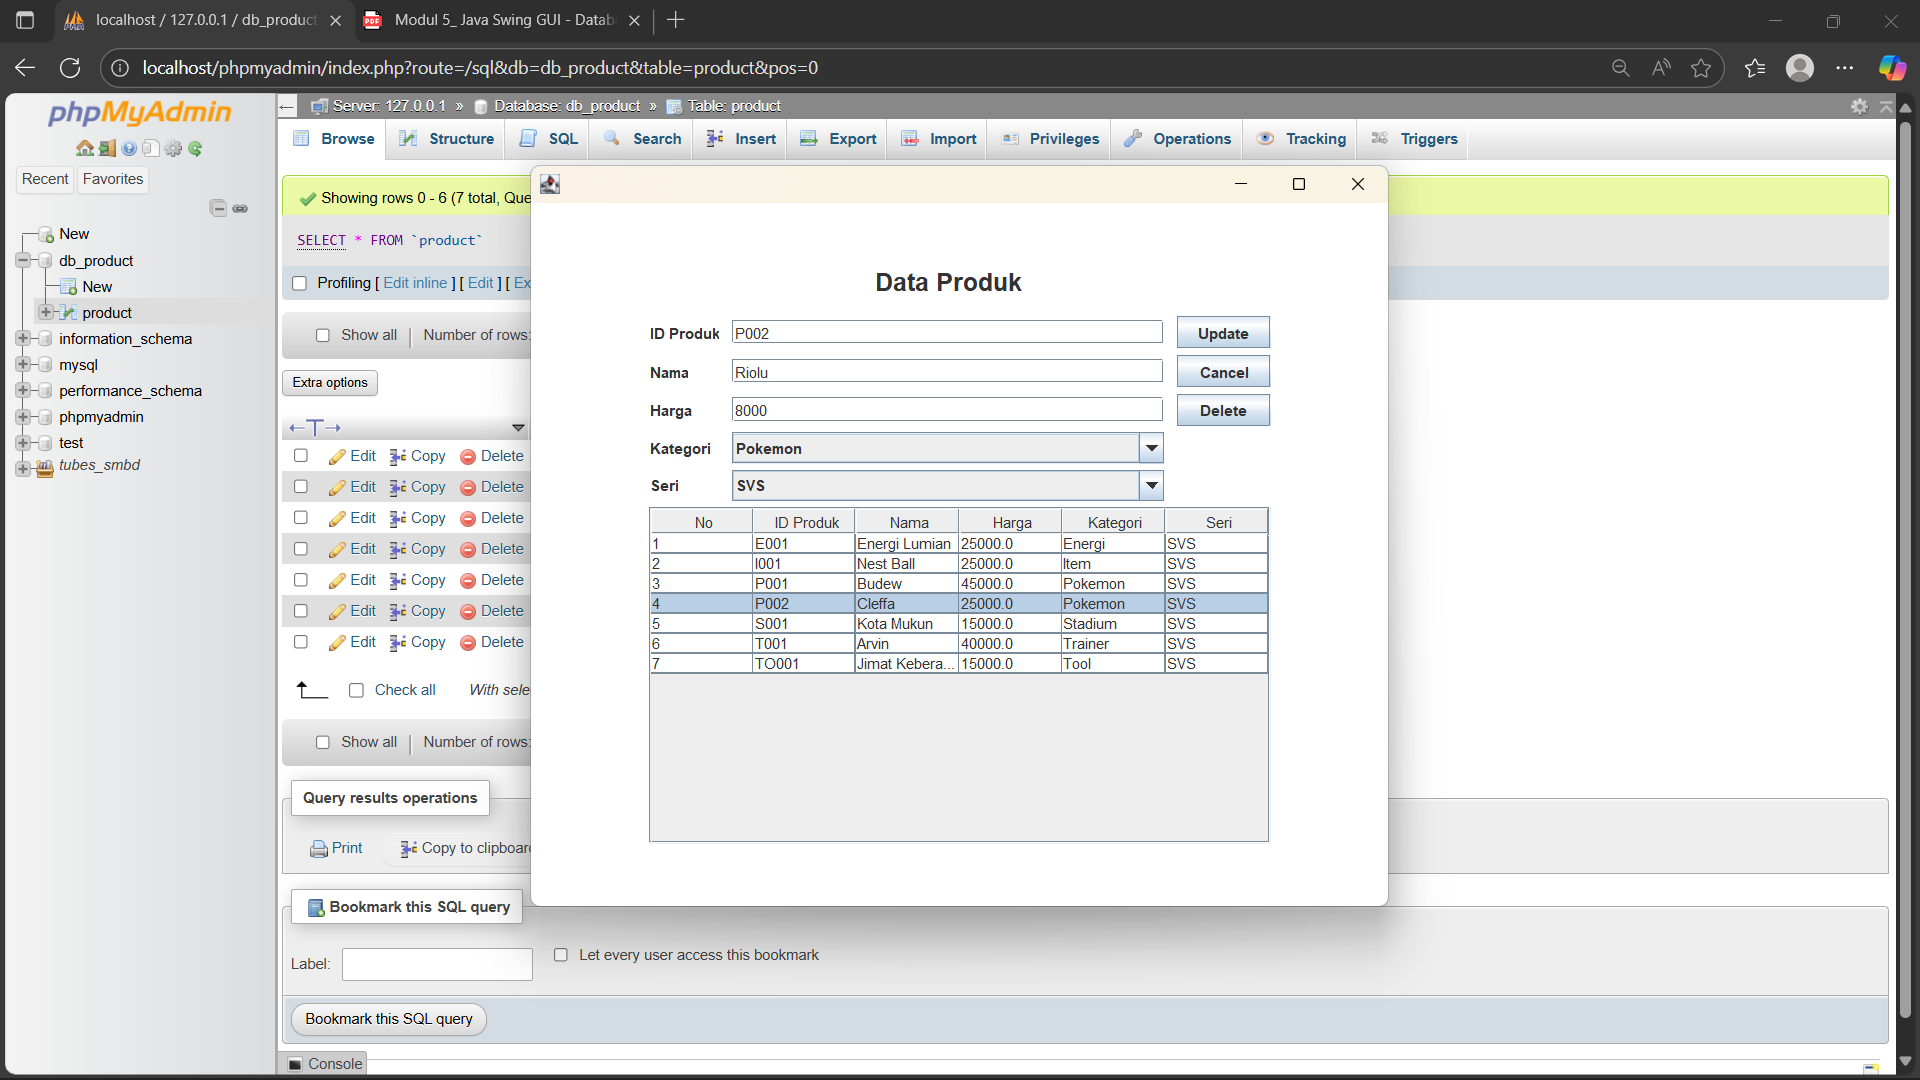 localhost / 127.0.0.1 / db_product
Modul 5_ Java Swing GUI - Datab
localhost/phpmyadmin/index.php?route=/sql&db=db_product&table=product&pos=0
phpMyAdmin
Recent
Favorites
New
db_product
New
product
information_schema
mysql
performance_schema
phpmyadmin
test
tubes_smbd
Server: 127.0.0.1 » Database: db_product » Table: product
Browse Structure SQL Search Insert Export Import Privileges Operations Tracking Triggers
Showing rows 0 - 6 (7 total, Que
SELECT * FROM `product`
Profiling [ Edit inline ] [ Edit ] [ Ex
Show all Number of rows:
Extra options
Edit Copy Delete
Edit Copy Delete
Edit Copy Delete
Edit Copy Delete
Edit Copy Delete
Edit Copy Delete
Edit Copy Delete
Check all With sele
Show all Number of rows:
Query results operations
Print Copy to clipboard
Bookmark this SQL query
Label:
Let every user access this bookmark
Bookmark this SQL query
Console
Data Produk
ID Produk P002 Update
Nama Riolu Cancel
Harga 8000 Delete
Kategori Pokemon
Seri SVS
No ID Produk Nama Harga Kategori Seri
1 E001 Energi Lumian 25000.0 Energi SVS
2 I001 Nest Ball 25000.0 Item SVS
3 P001 Budew 45000.0 Pokemon SVS
4 P002 Cleffa 25000.0 Pokemon SVS
5 S001 Kota Mukun 15000.0 Stadium SVS
6 T001 Arvin 40000.0 Trainer SVS
7 TO001 Jimat Kebera... 15000.0 Tool SVS